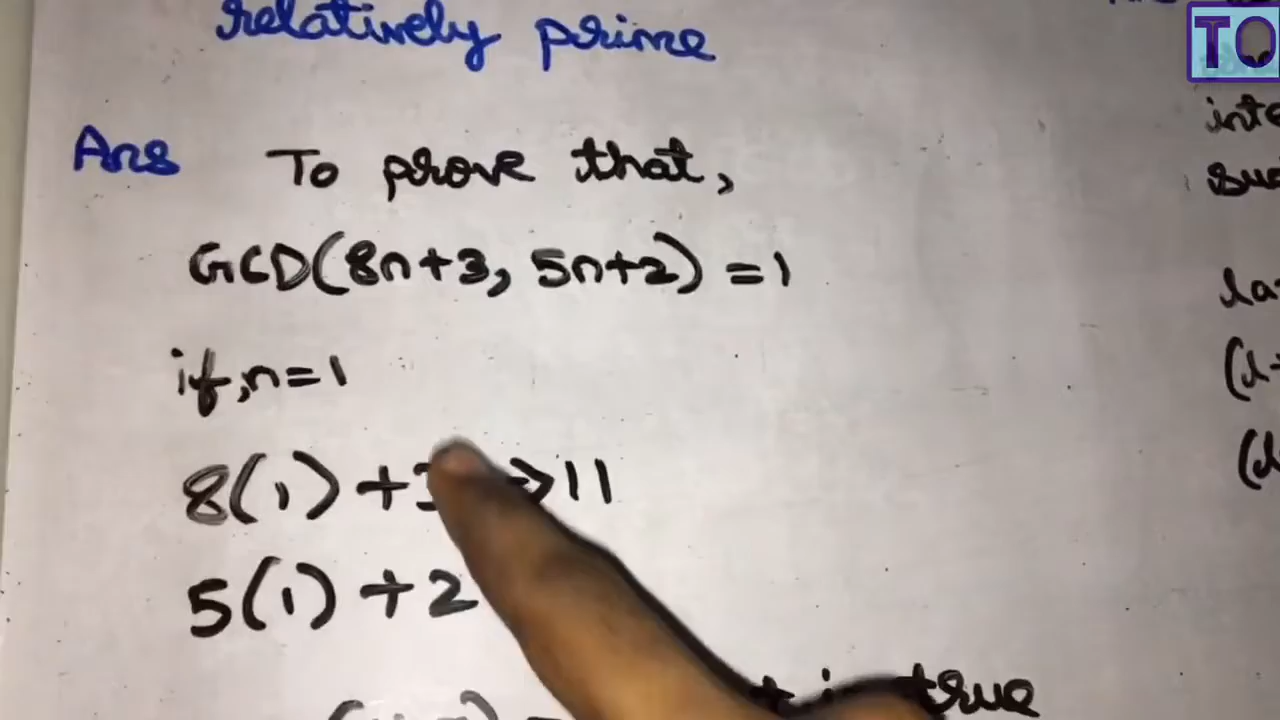 relatively prime
TO
Ans To prove that,
GCD(8n+3, 5n+2) = 1
if, n=1
8(1) + 3 → 11
5(1) + 2
true